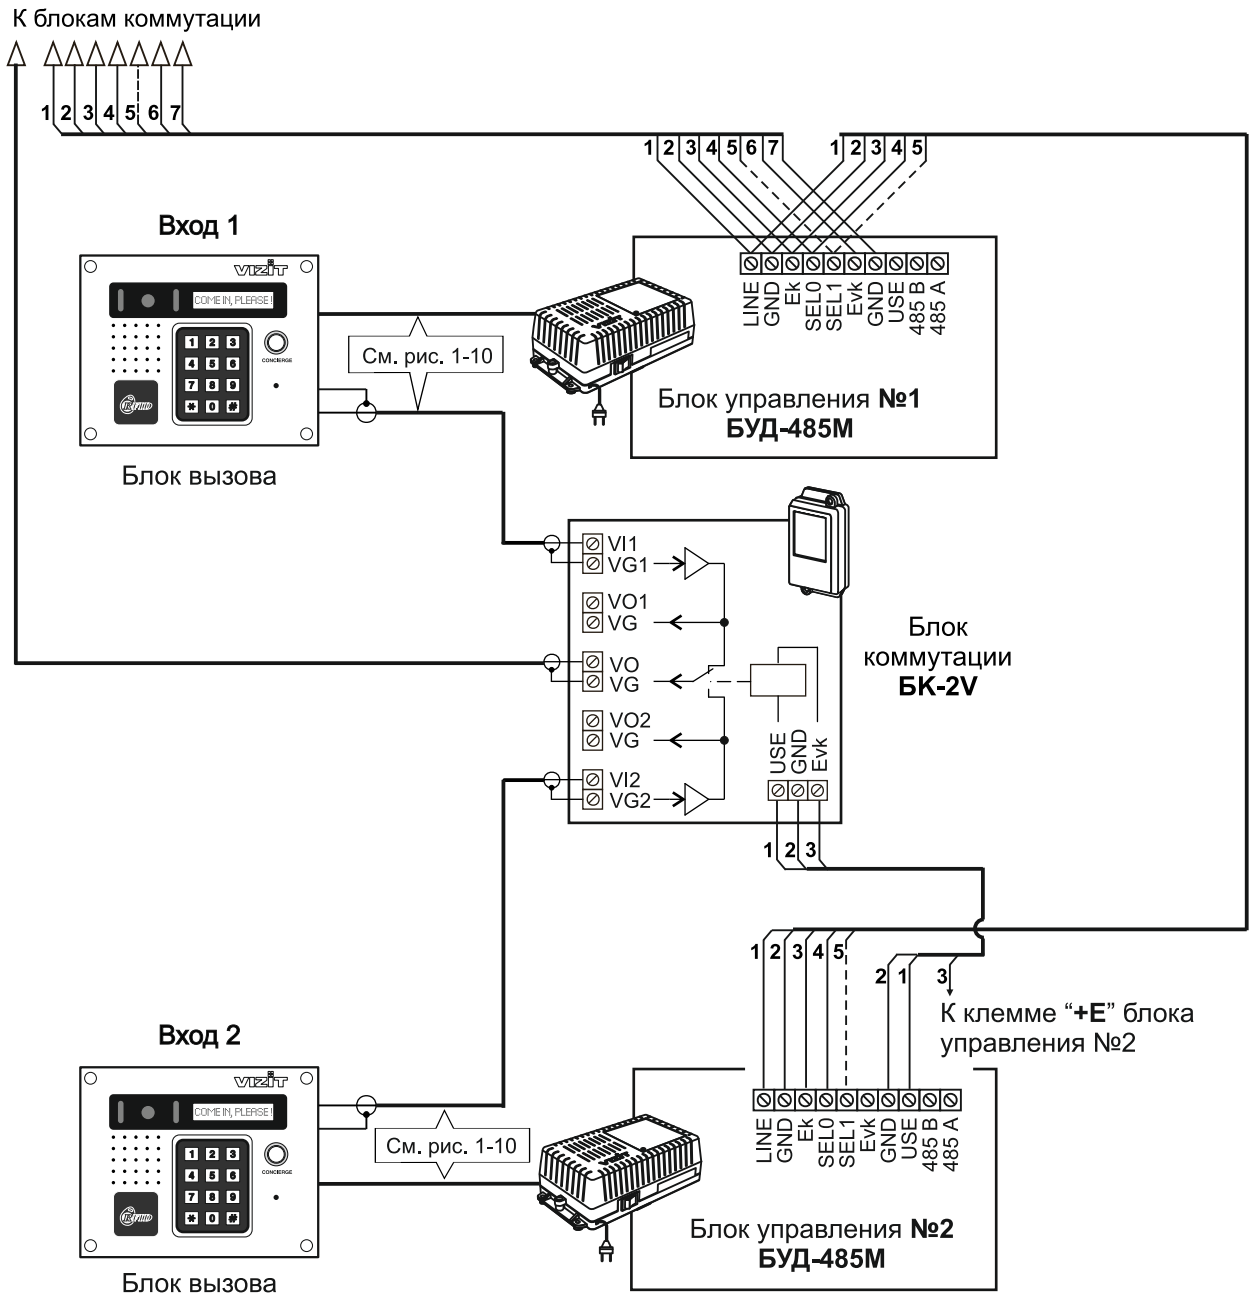 К блокам коммутации
1 2 3 4 5 6 7
1 2 3 4 5 6 7
1 2 3 4 5
Вход 1
VIZIT
COME IN, PLEASE!
1 2 3
4 5 6
7 8 9
* 0 #
CONCIERGE
См. рис. 1-10
Блок вызова
LINE
GND
Ek
SEL0
SEL1
Evk
GND
USE
485 B
485 A
Блок управления №1
БУД-485М
VI1
VG1
VO1
VG
VO
VG
VO2
VG
VI2
VG2
USE
GND
Evk
Блок
коммутации
БК-2V
1 2 3
1 2 3 4 5
2 1 3
К клемме “+E” блока
управления №2
Вход 2
VIZIT
COME IN, PLEASE!
1 2 3
4 5 6
7 8 9
* 0 #
CONCIERGE
См. рис. 1-10
Блок вызова
VIZIT
LINE
GND
Ek
SEL0
SEL1
Evk
GND
USE
485 B
485 A
Блок управления №2
БУД-485М